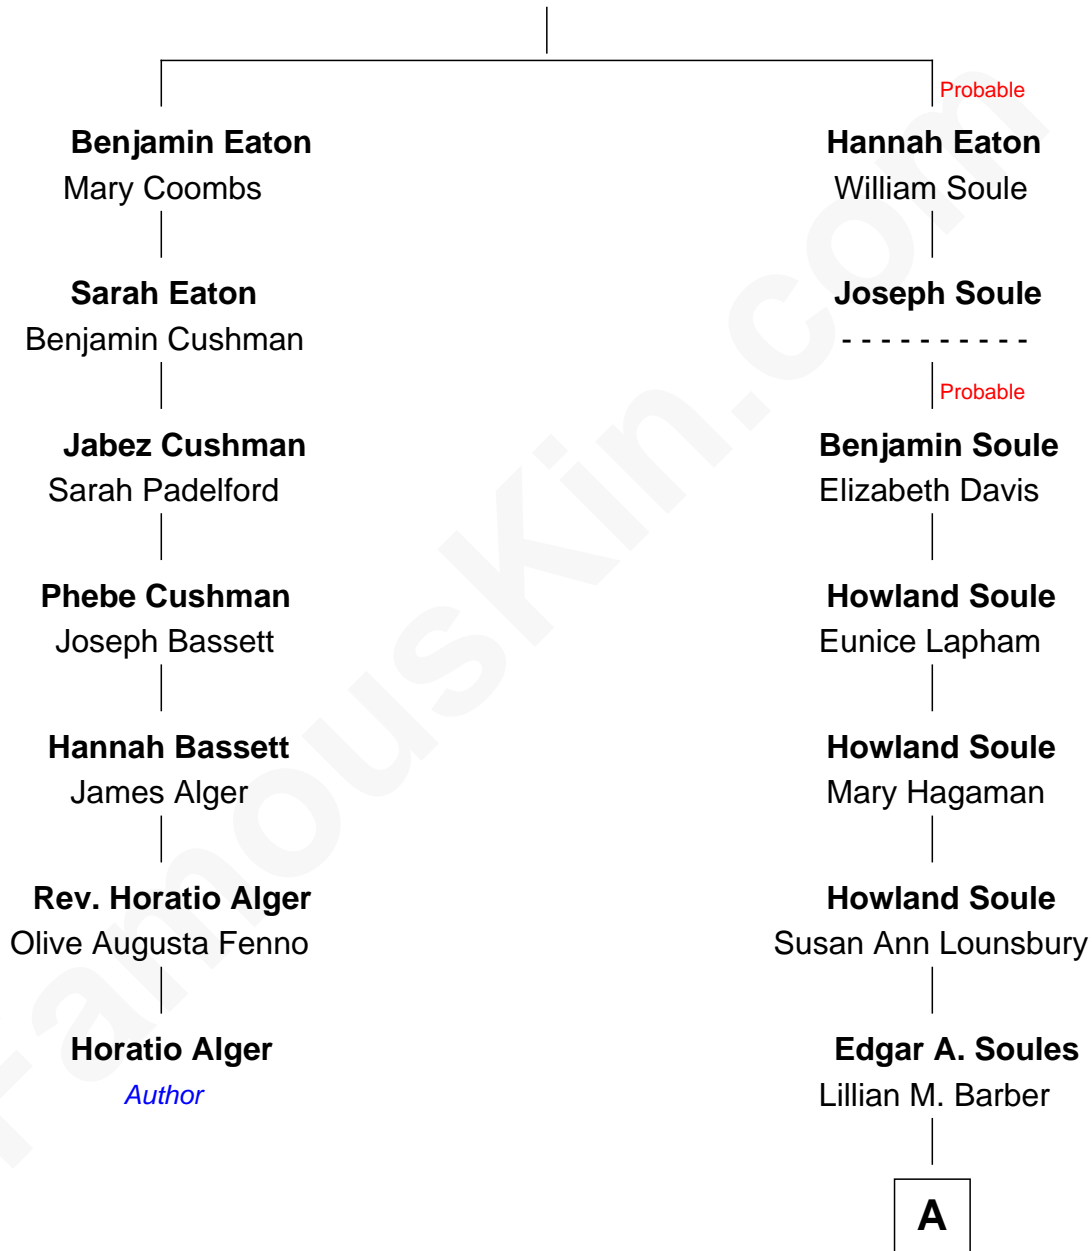 Probable
Benjamin Eaton
Mary Coombs
Hannah Eaton
William Soule
Sarah Eaton
Benjamin Cushman
Joseph Soule
- - - - - - - - - -
Probable
Jabez Cushman
Sarah Padelford
Benjamin Soule
Elizabeth Davis
Phebe Cushman
Joseph Bassett
Howland Soule
Eunice Lapham
Hannah Bassett
James Alger
Howland Soule
Mary Hagaman
Rev. Horatio Alger
Olive Augusta Fenno
Howland Soule
Susan Ann Lounsbury
Horatio Alger
Author
Edgar A. Soules
Lillian M. Barber
A
FamousKin.com